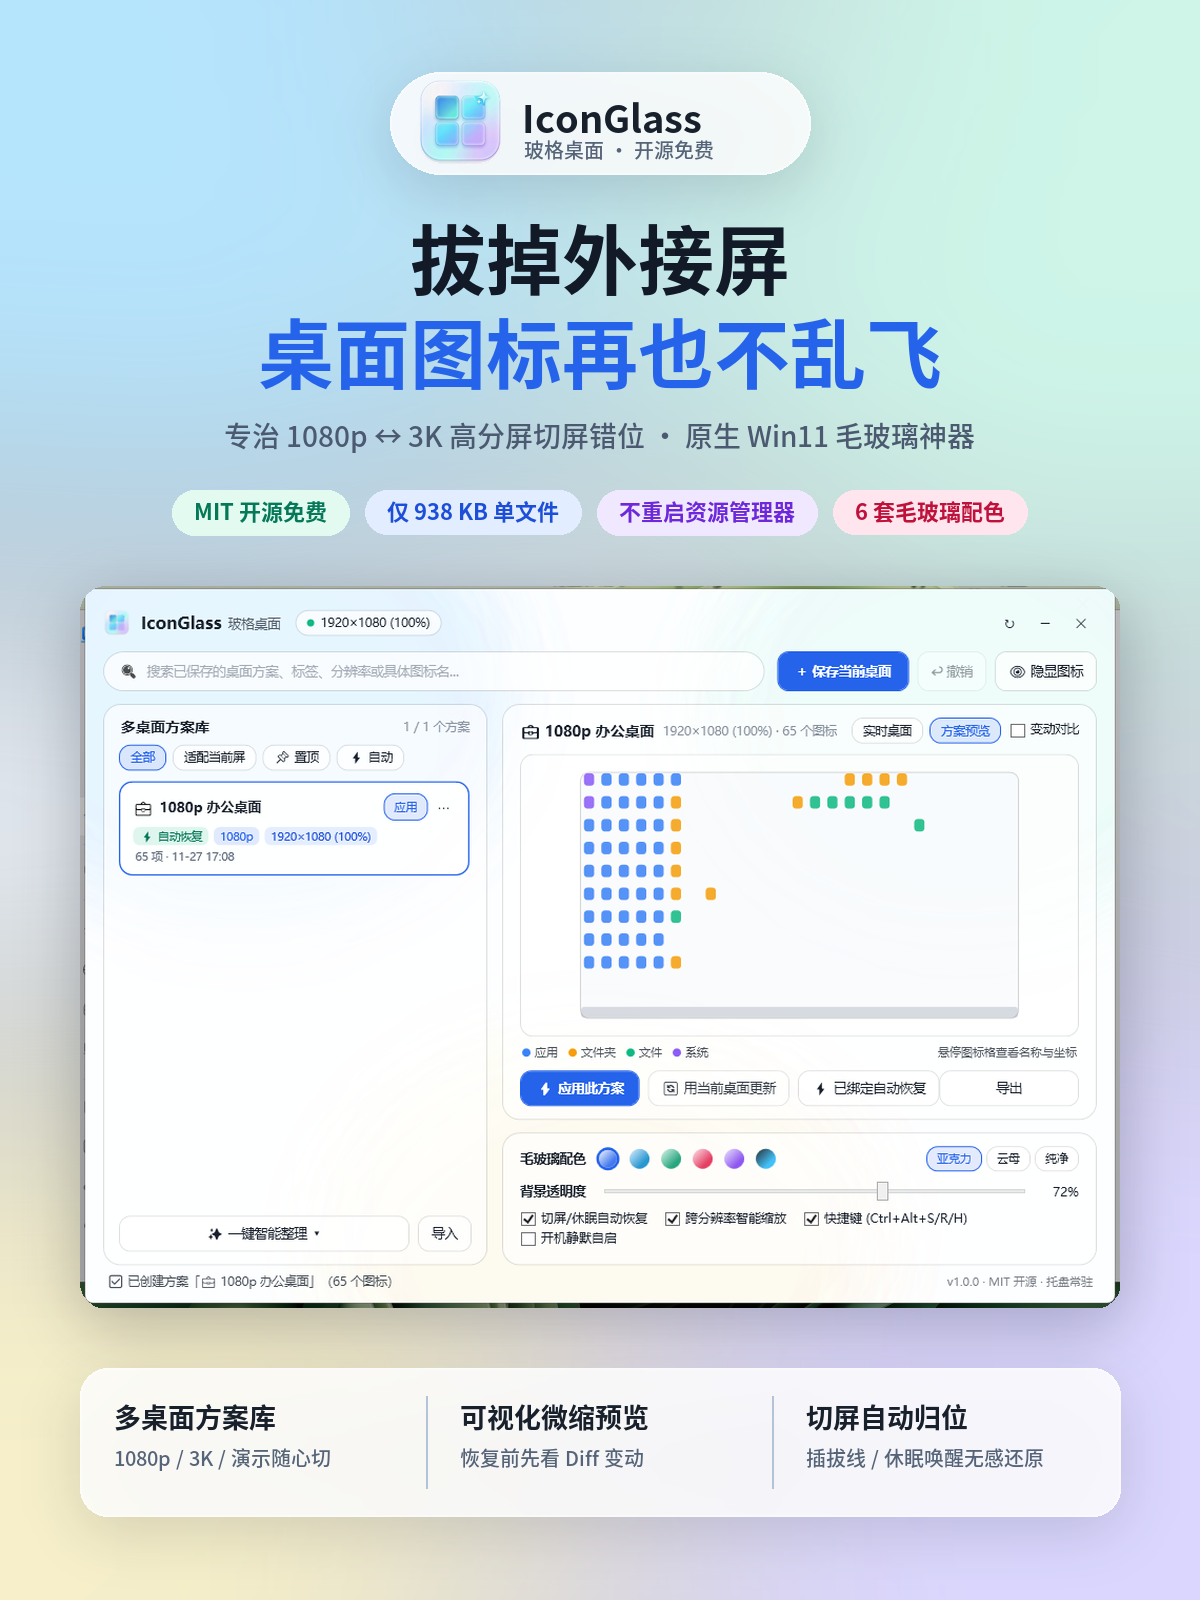 IconGlass
玻格桌面 · 开源免费
拔掉外接屏
桌面图标再也不乱飞
专治 1080p ↔ 3K 高分屏切屏错位 · 原生 Win11 毛玻璃神器
MIT 开源免费 仅 938 KB 单文件 不重启资源管理器 6 套毛玻璃配色
IconGlass 玻格桌面 1920×1080 (100%)
搜索已保存的桌面方案、标签、分辨率或具体图标名... + 保存当前桌面 撤销 隐显图标
多桌面方案库 1 / 1 个方案
全部 适配当前屏 置顶 自动
1080p 办公桌面 应用 ...
自动恢复 1080p 1920×1080 (100%)
65 项 · 11-27 17:08
一键智能整理 导入
1080p 办公桌面 1920×1080 (100%) · 65 个图标 实时桌面 方案预览 变动对比
应用 文件夹 文件 系统 悬停图标格查看名称与坐标
应用此方案 用当前桌面更新 已绑定自动恢复 导出
毛玻璃配色 亚克力 云母 纯净
背景透明度 72%
切屏/休眠自动恢复 跨分辨率智能缩放 快捷键 (Ctrl+Alt+S/R/H)
开机静默自启
已创建方案「1080p 办公桌面」（65 个图标） v1.0.0 · MIT 开源 · 托盘常驻
多桌面方案库
1080p / 3K / 演示随心切
可视化微缩预览
恢复前先看 Diff 变动
切屏自动归位
插拔线 / 休眠唤醒无感还原